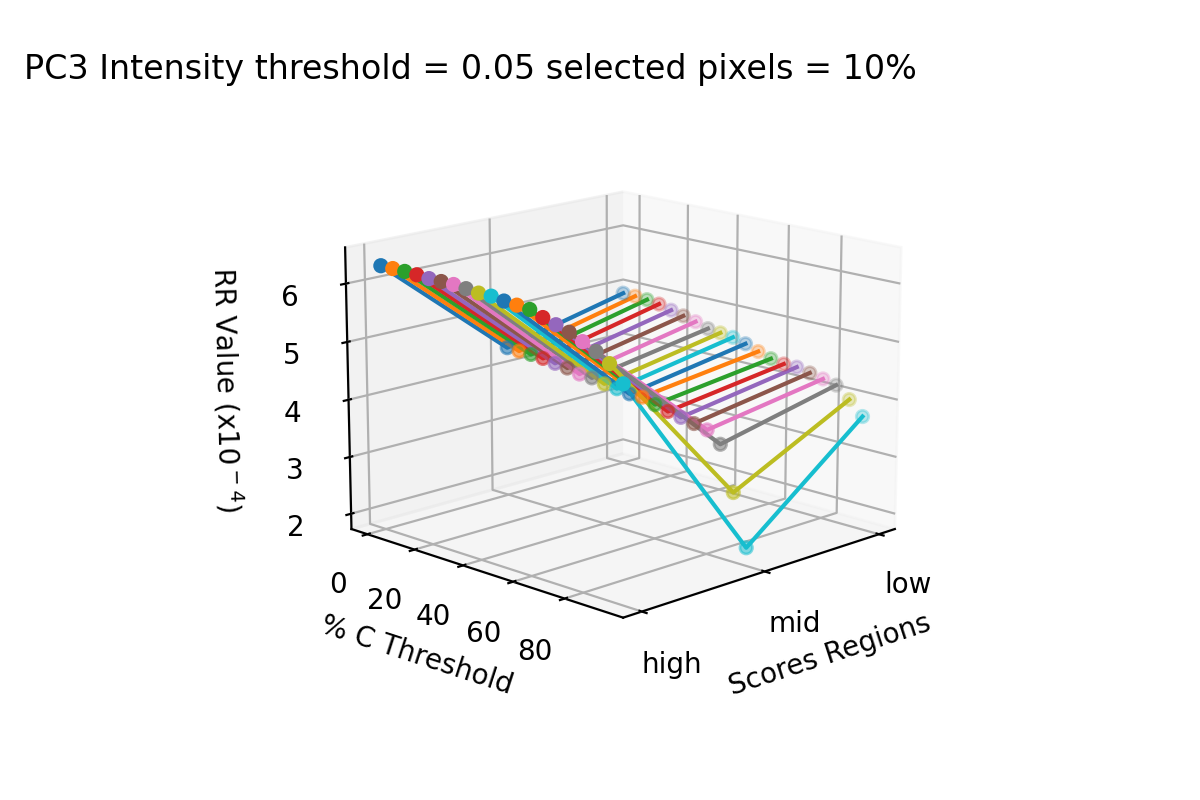 PC3 Intensity threshold = 0.05 selected pixels = 10%
RR Value (x10⁻⁴)
6
5
4
3
2
0
20
40
60
80
% C Threshold
high
mid
low
Scores Regions